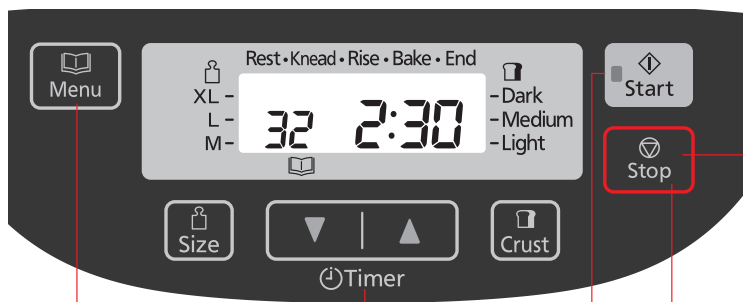 Menu
Rest • Knead • Rise • Bake • End
XL –
L –
M –
32
2:30
– Dark
– Medium
– Light
Start
Stop
Size
Timer
Crust